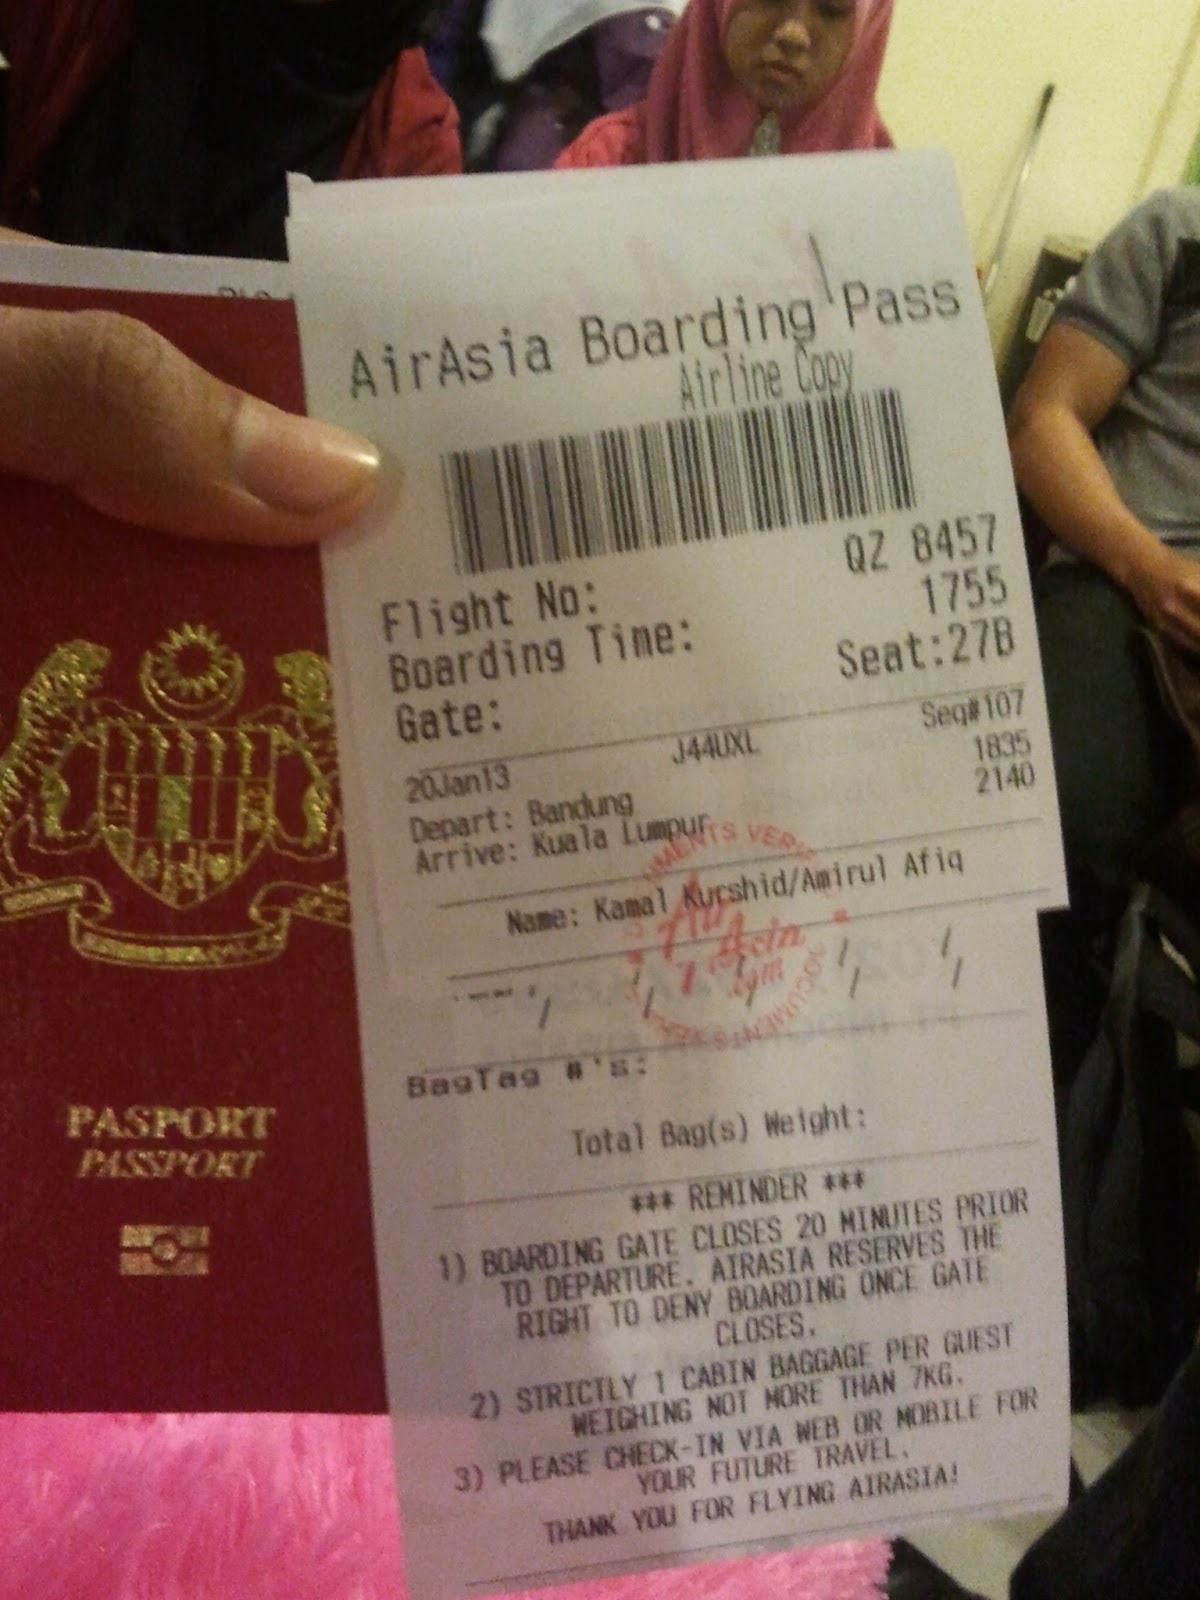 AirAsia Boarding Pass
Airline Copy
Flight No: QZ 8457
Boarding Time: 1755
Gate: Seat:27B
20Jan13 J44UXL Seq#107
Depart: Bandung 1835
Arrive: Kuala Lumpur 2140
Name: Kamal Kurshid/Amirul Afiq
DOCUMENTS VERIFIED
AirAsia
.com
BagTag #'s:
Total Bag(s) Weight:
*** REMINDER ***
1) BOARDING GATE CLOSES 20 MINUTES PRIOR
TO DEPARTURE. AIRASIA RESERVES THE
RIGHT TO DENY BOARDING ONCE GATE
CLOSES.
2) STRICTLY 1 CABIN BAGGAGE PER GUEST
WEIGHING NOT MORE THAN 7KG.
3) PLEASE CHECK-IN VIA WEB OR MOBILE FOR
YOUR FUTURE TRAVEL.
THANK YOU FOR FLYING AIRASIA!
PASPORT
PASSPORT